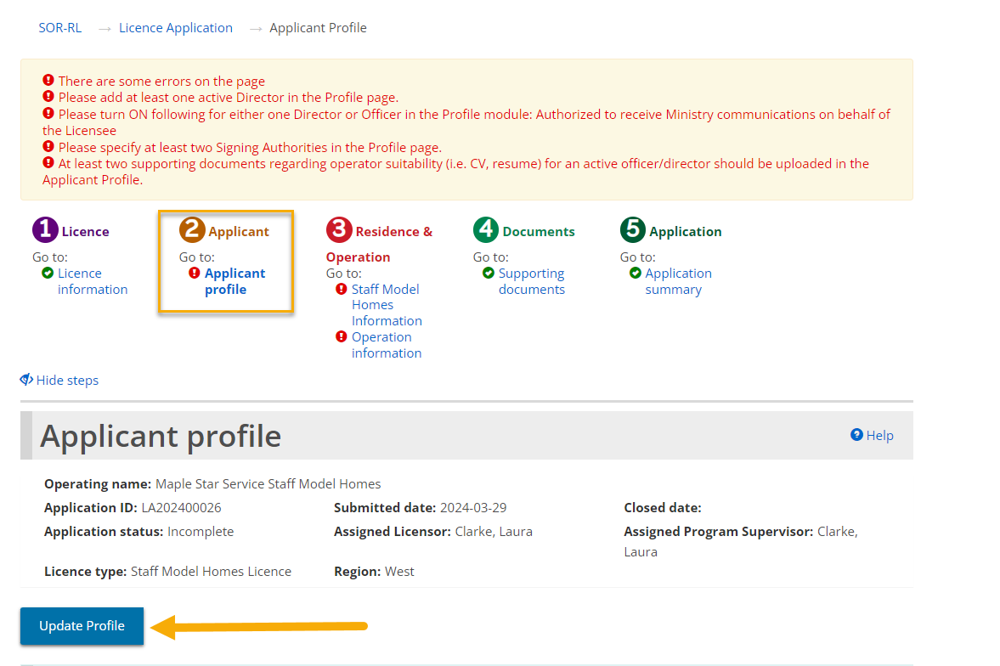 SOR-RL → Licence Application → Applicant Profile
There are some errors on the page
Please add at least one active Director in the Profile page.
Please turn ON following for either one Director or Officer in the Profile module: Authorized to receive Ministry communications on behalf of
the Licensee
Please specify at least two Signing Authorities in the Profile page.
At least two supporting documents regarding operator suitability (i.e. CV, resume) for an active officer/director should be uploaded in the
Applicant Profile.
1 Licence
Go to:
Licence
information
2 Applicant
Go to:
Applicant
profile
3 Residence &
Operation
Go to:
Staff Model
Homes
Information
Operation
information
4 Documents
Go to:
Supporting
documents
5 Application
Go to:
Application
summary
Hide steps
Applicant profile
Help
Operating name: Maple Star Service Staff Model Homes
Application ID: LA202400026 Submitted date: 2024-03-29 Closed date:
Application status: Incomplete Assigned Licensor: Clarke, Laura Assigned Program Supervisor: Clarke,
Laura
Licence type: Staff Model Homes Licence Region: West
Update Profile